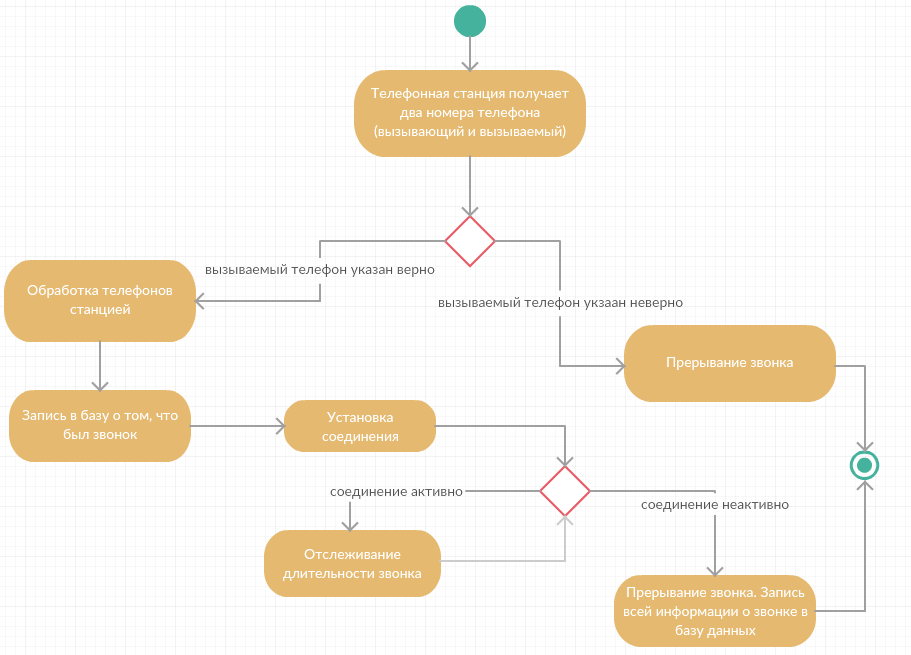 Телефонная станция получает
два номера телефона
(вызывающий и вызываемый)
вызываемый телефон указан верно
Обработка телефонов
станцией
вызываемый телефон укзаан неверно
Прерывание звонка
Запись в базу о том, что
был звонок
Установка
соединения
соединение активно
соединение неактивно
Отслеживание
длительности звонка
Прерывание звонка. Запись
всей информации о звонке в
базу данных